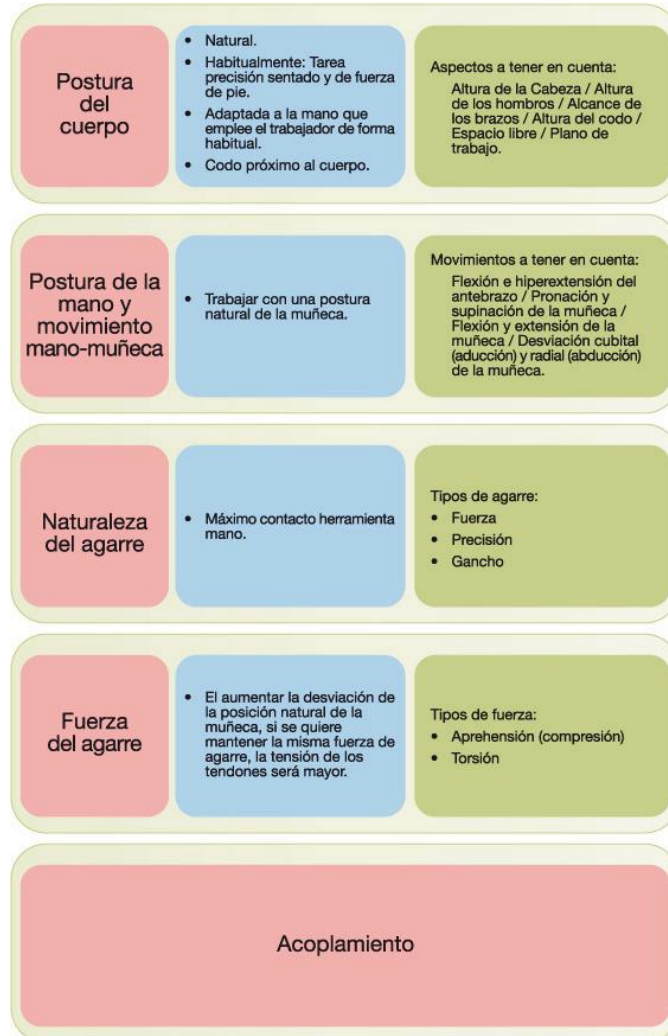 Postura
del
cuerpo
• Natural.
• Habitualmente: Tarea
precisión sentado y de fuerza
de pie.
• Adaptada a la mano que
emplee el trabajador de forma
habitual.
• Codo próximo al cuerpo.
Aspectos a tener en cuenta:
Altura de la Cabeza / Altura
de los hombros / Alcance de
los brazos / Altura del codo /
Espacio libre / Plano de
trabajo.
Postura de la
mano y
movimiento
mano-muñeca
• Trabajar con una postura
natural de la muñeca.
Movimientos a tener en cuenta:
Flexión e hiperextensión del
antebrazo / Pronación y
supinación de la muñeca /
Flexión y extensión de la
muñeca / Desviación cubital
(aducción) y radial (abducción)
de la muñeca.
Naturaleza
del agarre
• Máximo contacto herramienta
mano.
Tipos de agarre:
• Fuerza
• Precisión
• Gancho
Fuerza
del agarre
• El aumentar la desviación de
la posición natural de la
muñeca, si se quiere
mantener la misma fuerza de
agarre, la tensión de los
tendones será mayor.
Tipos de fuerza:
• Aprehensión (compresión)
• Torsión
Acoplamiento